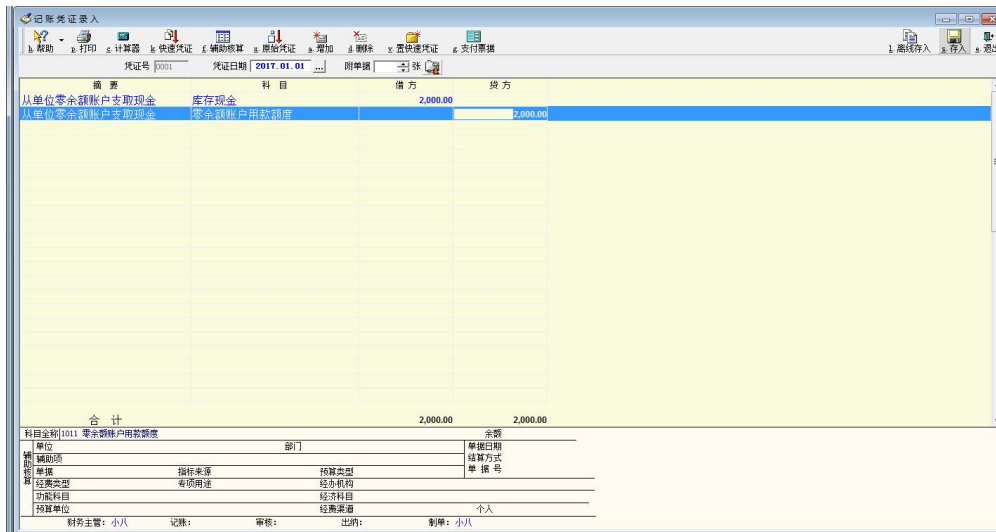 记账凭证录入
h.帮助 p.打印 c.计算器 k.快速凭证 f.辅助核算 x.原始凭证 a.增加 d.删除 y.置快速凭证 g.支付票据 l.离线存入 s.存入 e.退出
凭证号 0001 凭证日期 2017.01.01 ... 附单据 张
摘 要 科 目 借 方 贷 方
从单位零余额账户支取现金 库存现金 2,000.00
从单位零余额账户支取现金 零余额账户用款额度 2,000.00
合 计 2,000.00 2,000.00
科目全称 1011 零余额账户用款额度 余额
辅助核算
单位 部门 单据日期
辅助项 结算方式
单据 指标来源 预算类型 单 据 号
经费类型 专项用途 经办机构
功能科目 经济科目
预算单位 经费渠道 个人
财务主管：小八 记账： 审核： 出纳： 制单：小八